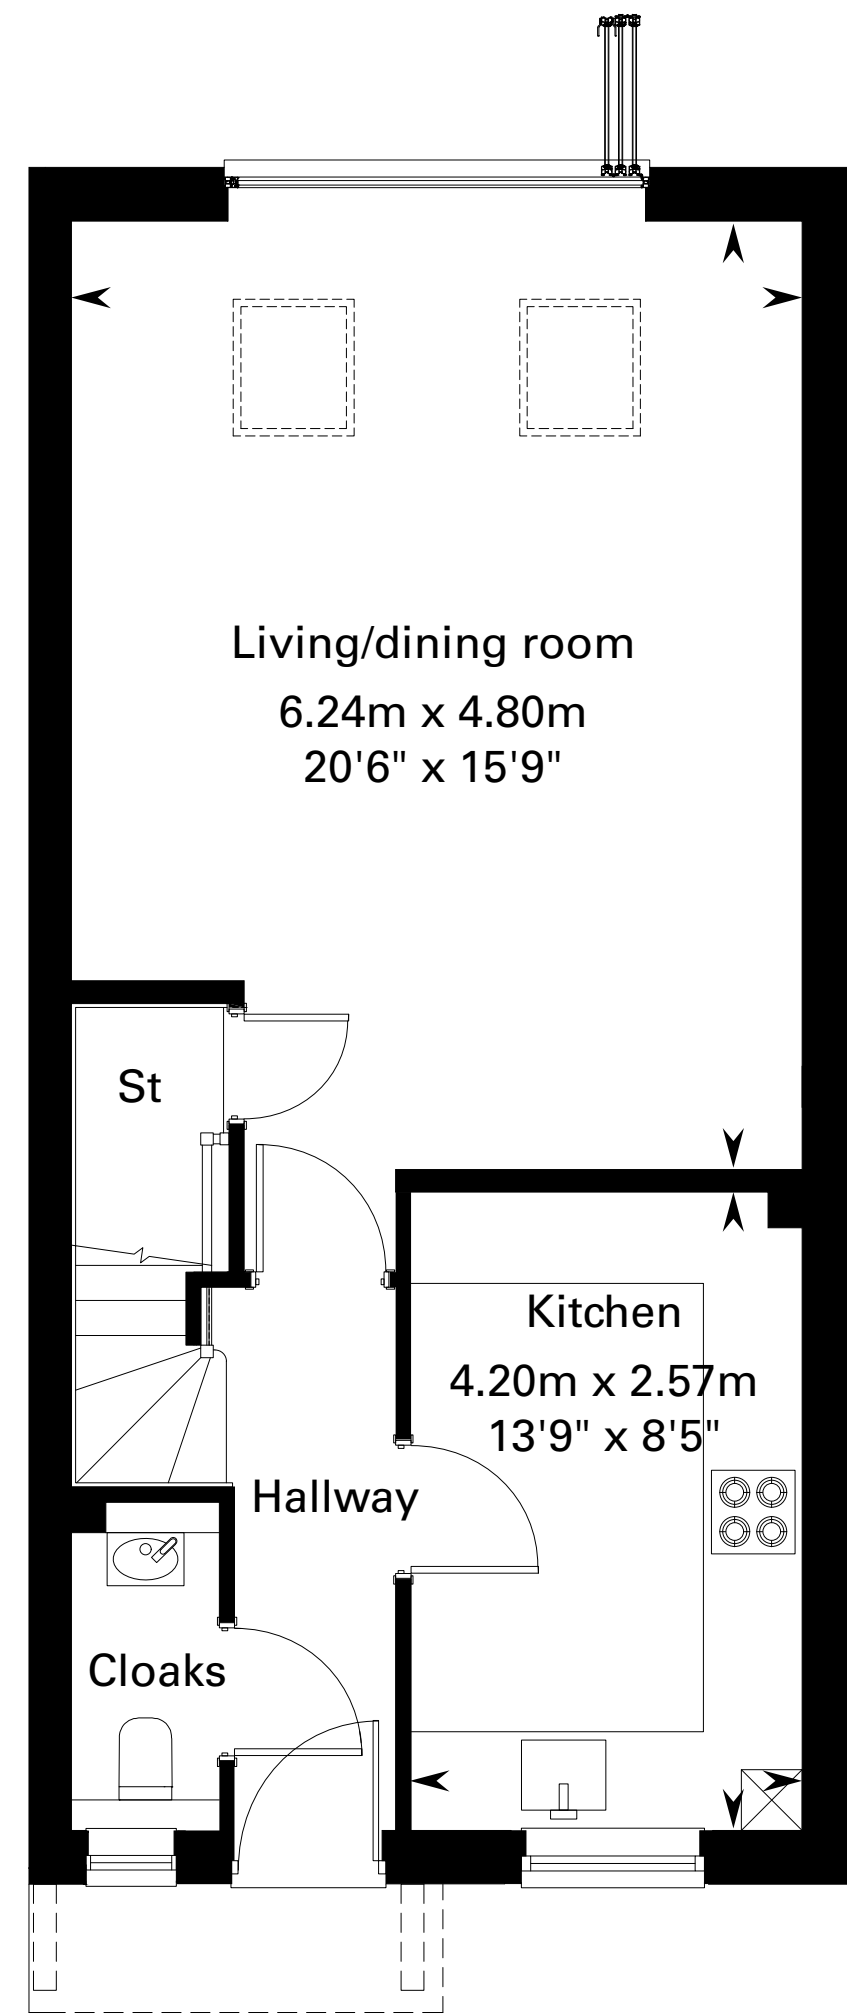 Living/dining room
6.24m x 4.80m
20'6" x 15'9"
St
Kitchen
4.20m x 2.57m
13'9" x 8'5"
Hallway
Cloaks